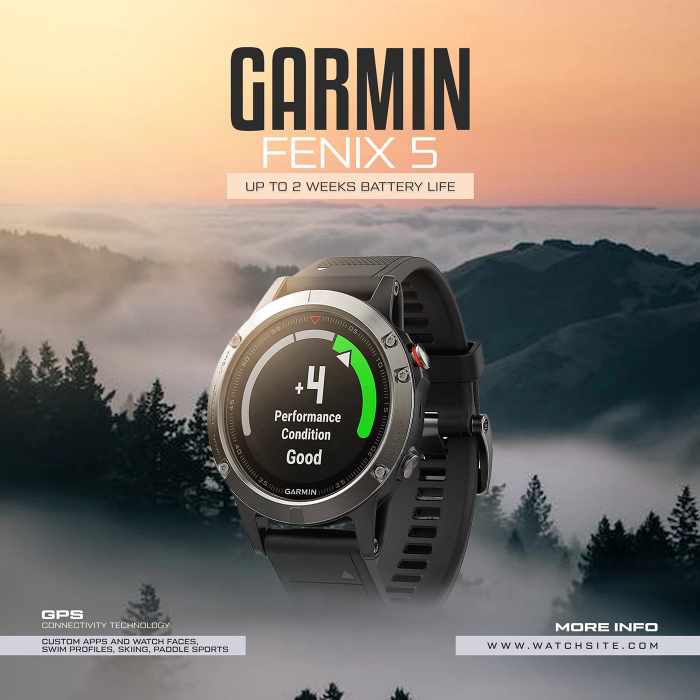 GARMIN
FENIX 5
UP TO 2 WEEKS BATTERY LIFE
+4
Performance
Condition
Good
GARMIN
GPS
CONNECTIVITY TECHNOLOGY
CUSTOM APPS AND WATCH FACES,
SWIM PROFILES, SKIING, PADDLE SPORTS
MORE INFO
WWW.WATCHSITE.COM